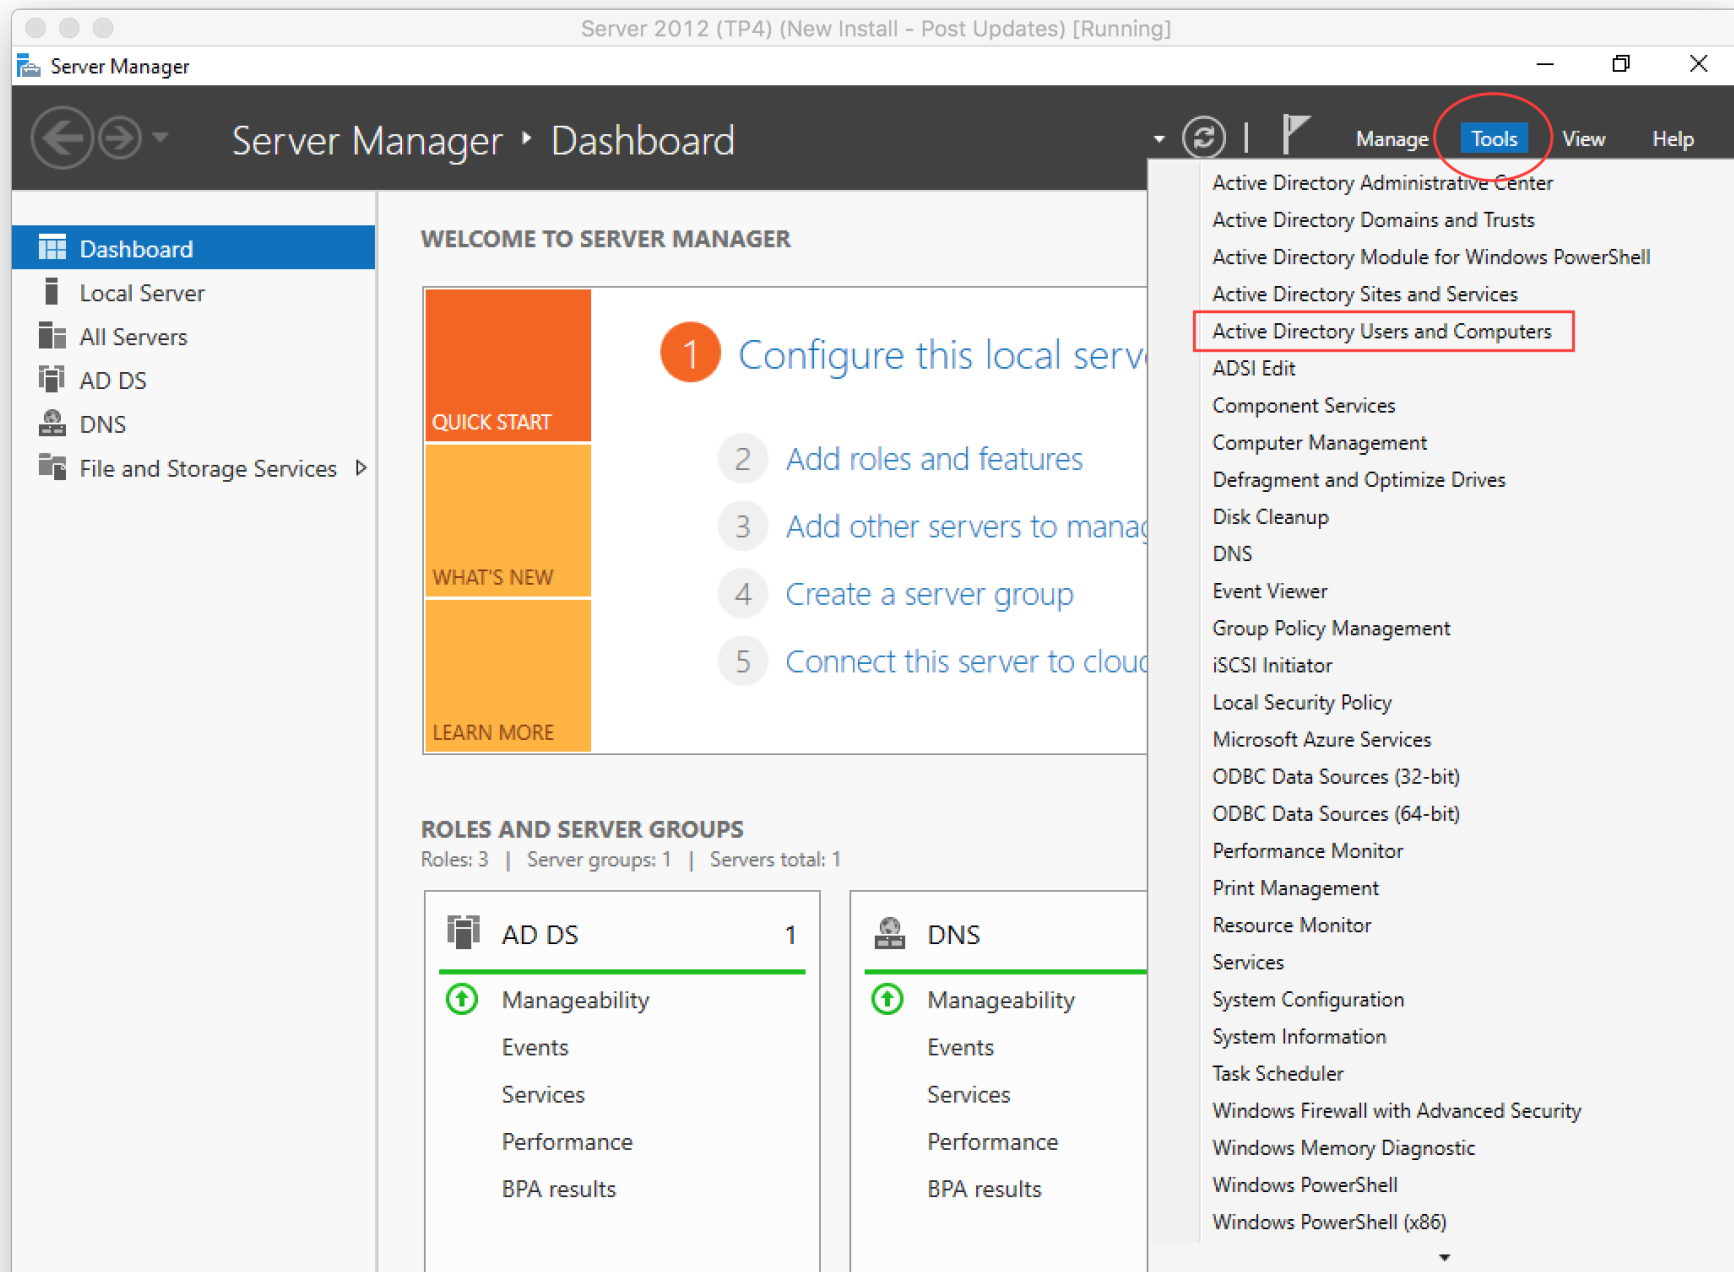 Server 2012 (TP4) (New Install - Post Updates) [Running]
Server Manager
Server Manager ‣ Dashboard
Manage
Tools
View
Help
Dashboard
Local Server
All Servers
AD DS
DNS
File and Storage Services
WELCOME TO SERVER MANAGER
QUICK START
WHAT'S NEW
LEARN MORE
1 Configure this local serve
2 Add roles and features
3 Add other servers to manag
4 Create a server group
5 Connect this server to cloud
ROLES AND SERVER GROUPS
Roles: 3 | Server groups: 1 | Servers total: 1
AD DS 1
Manageability
Events
Services
Performance
BPA results
DNS
Manageability
Events
Services
Performance
BPA results
Active Directory Administrative Center
Active Directory Domains and Trusts
Active Directory Module for Windows PowerShell
Active Directory Sites and Services
Active Directory Users and Computers
ADSI Edit
Component Services
Computer Management
Defragment and Optimize Drives
Disk Cleanup
DNS
Event Viewer
Group Policy Management
iSCSI Initiator
Local Security Policy
Microsoft Azure Services
ODBC Data Sources (32-bit)
ODBC Data Sources (64-bit)
Performance Monitor
Print Management
Resource Monitor
Services
System Configuration
System Information
Task Scheduler
Windows Firewall with Advanced Security
Windows Memory Diagnostic
Windows PowerShell
Windows PowerShell (x86)